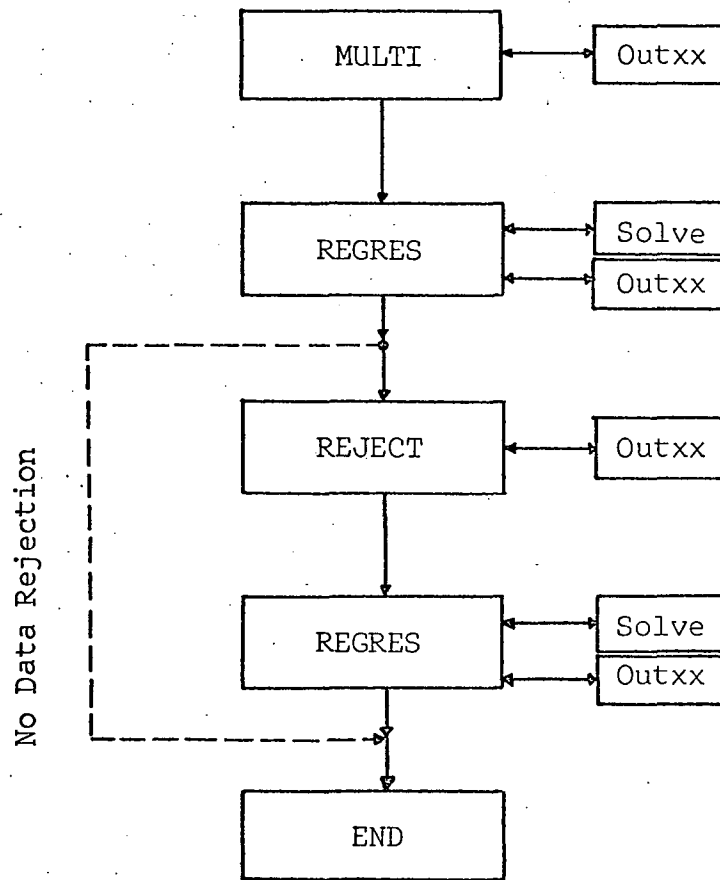 MULTI
Outxx
REGRES
Solve
Outxx
REJECT
Outxx
No Data Rejection
REGRES
Solve
Outxx
END